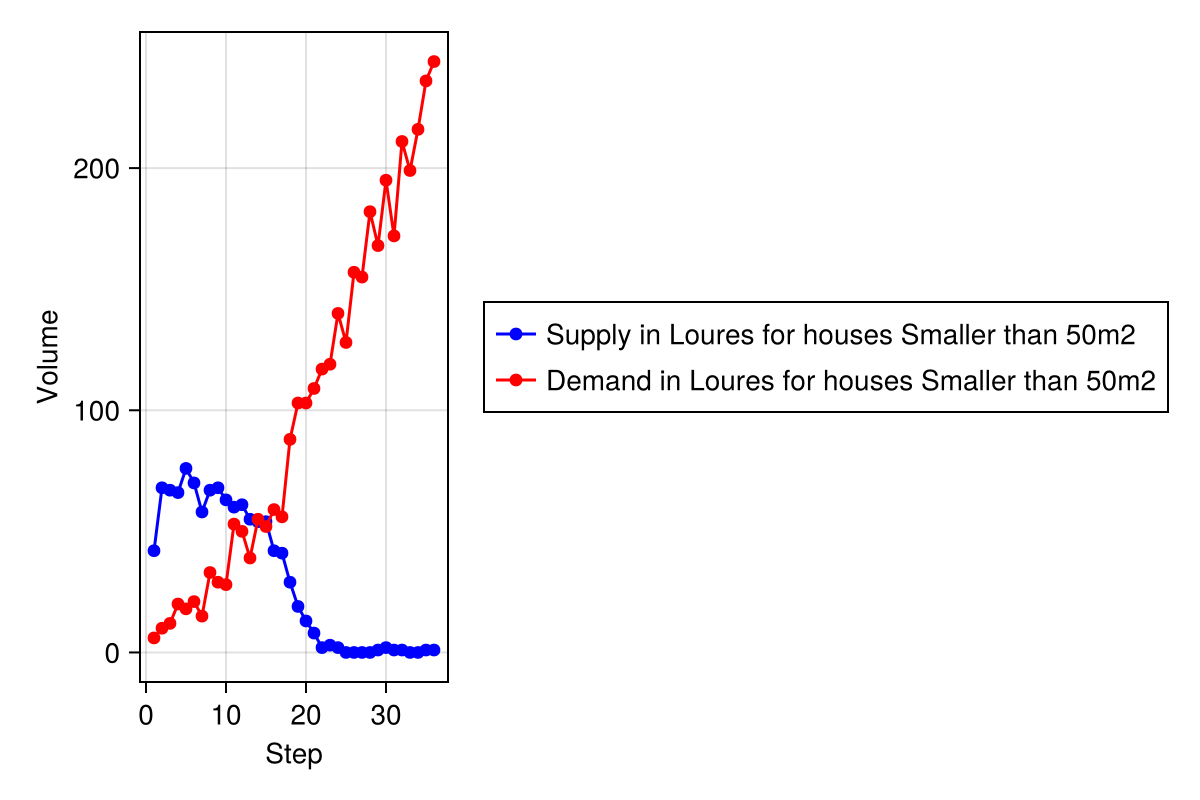 Volume
200
100
0
0 10 20 30
Step
Supply in Loures for houses Smaller than 50m2
Demand in Loures for houses Smaller than 50m2